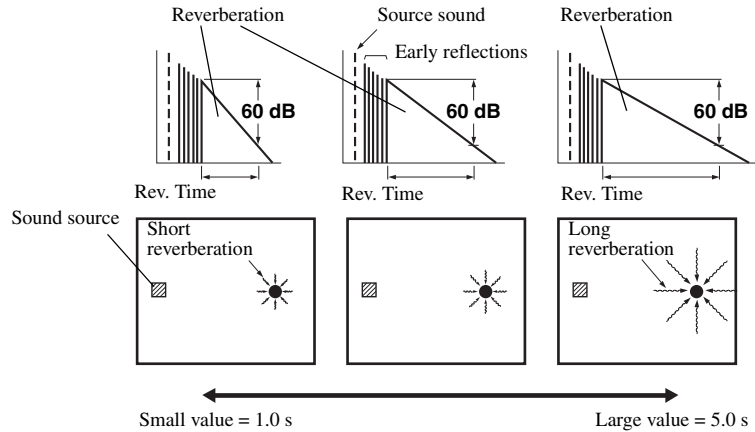 Reverberation
Source sound
Reverberation
Early reflections
60 dB
60 dB
60 dB
Rev. Time
Rev. Time
Rev. Time
Sound source
Short
reverberation
Long
reverberation
Small value = 1.0 s
Large value = 5.0 s